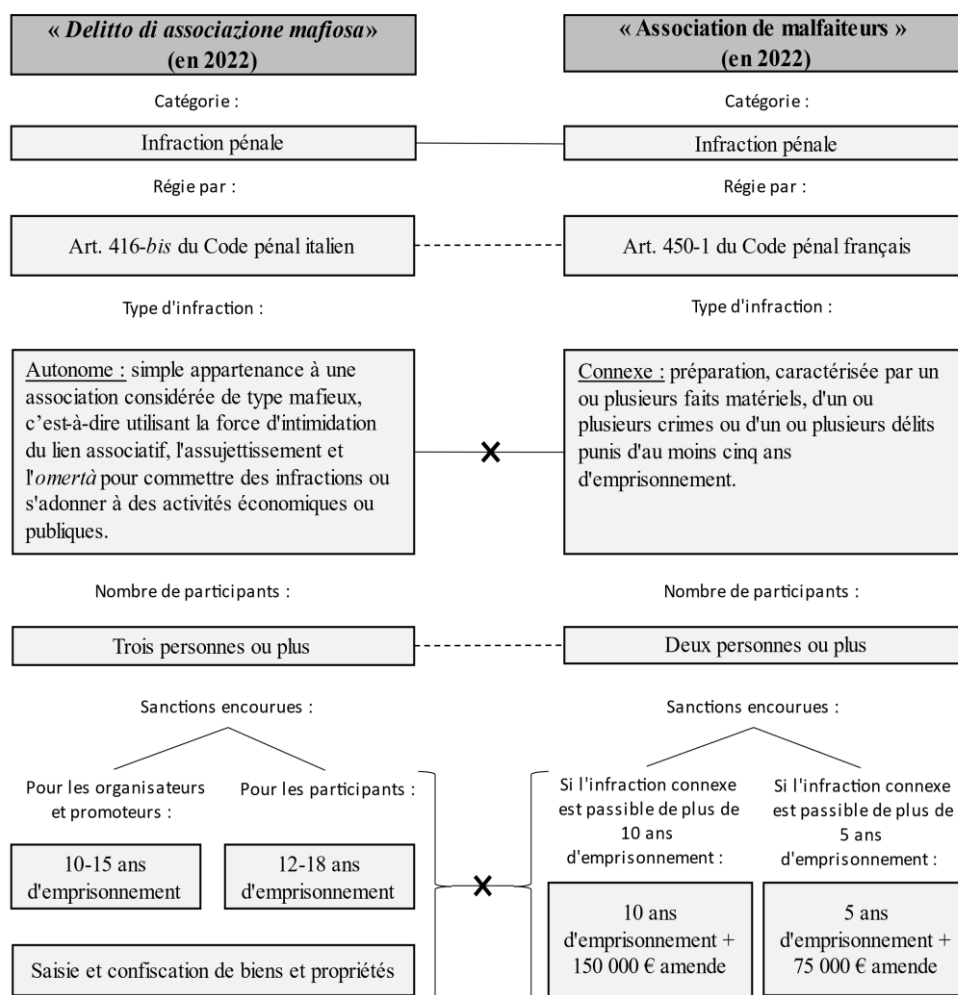 « Delitto di associazione mafiosa»
(en 2022)
« Association de malfaiteurs »
(en 2022)
Catégorie :
Catégorie :
Infraction pénale
Infraction pénale
Régie par :
Régie par :
Art. 416-bis du Code pénal italien
Art. 450-1 du Code pénal français
Type d'infraction :
Type d'infraction :
Autonome : simple appartenance à une
association considérée de type mafieux,
c’est-à-dire utilisant la force d'intimidation
du lien associatif, l'assujettissement et
l'omertà pour commettre des infractions ou
s'adonner à des activités économiques ou
publiques.
Connexe : préparation, caractérisée par un
ou plusieurs faits matériels, d'un ou
plusieurs crimes ou d'un ou plusieurs délits
punis d'au moins cinq ans
d'emprisonnement.
Nombre de participants :
Nombre de participants :
Trois personnes ou plus
Deux personnes ou plus
Sanctions encourues :
Sanctions encourues :
Pour les organisateurs
et promoteurs :
10-15 ans
d'emprisonnement
Pour les participants :
12-18 ans
d'emprisonnement
Saisie et confiscation de biens et propriétés
Si l'infraction connexe
est passible de plus de
10 ans
d'emprisonnement :
10 ans
d'emprisonnement +
150 000 € amende
Si l'infraction connexe
est passible de plus de
5 ans
d'emprisonnement :
5 ans
d'emprisonnement +
75 000 € amende